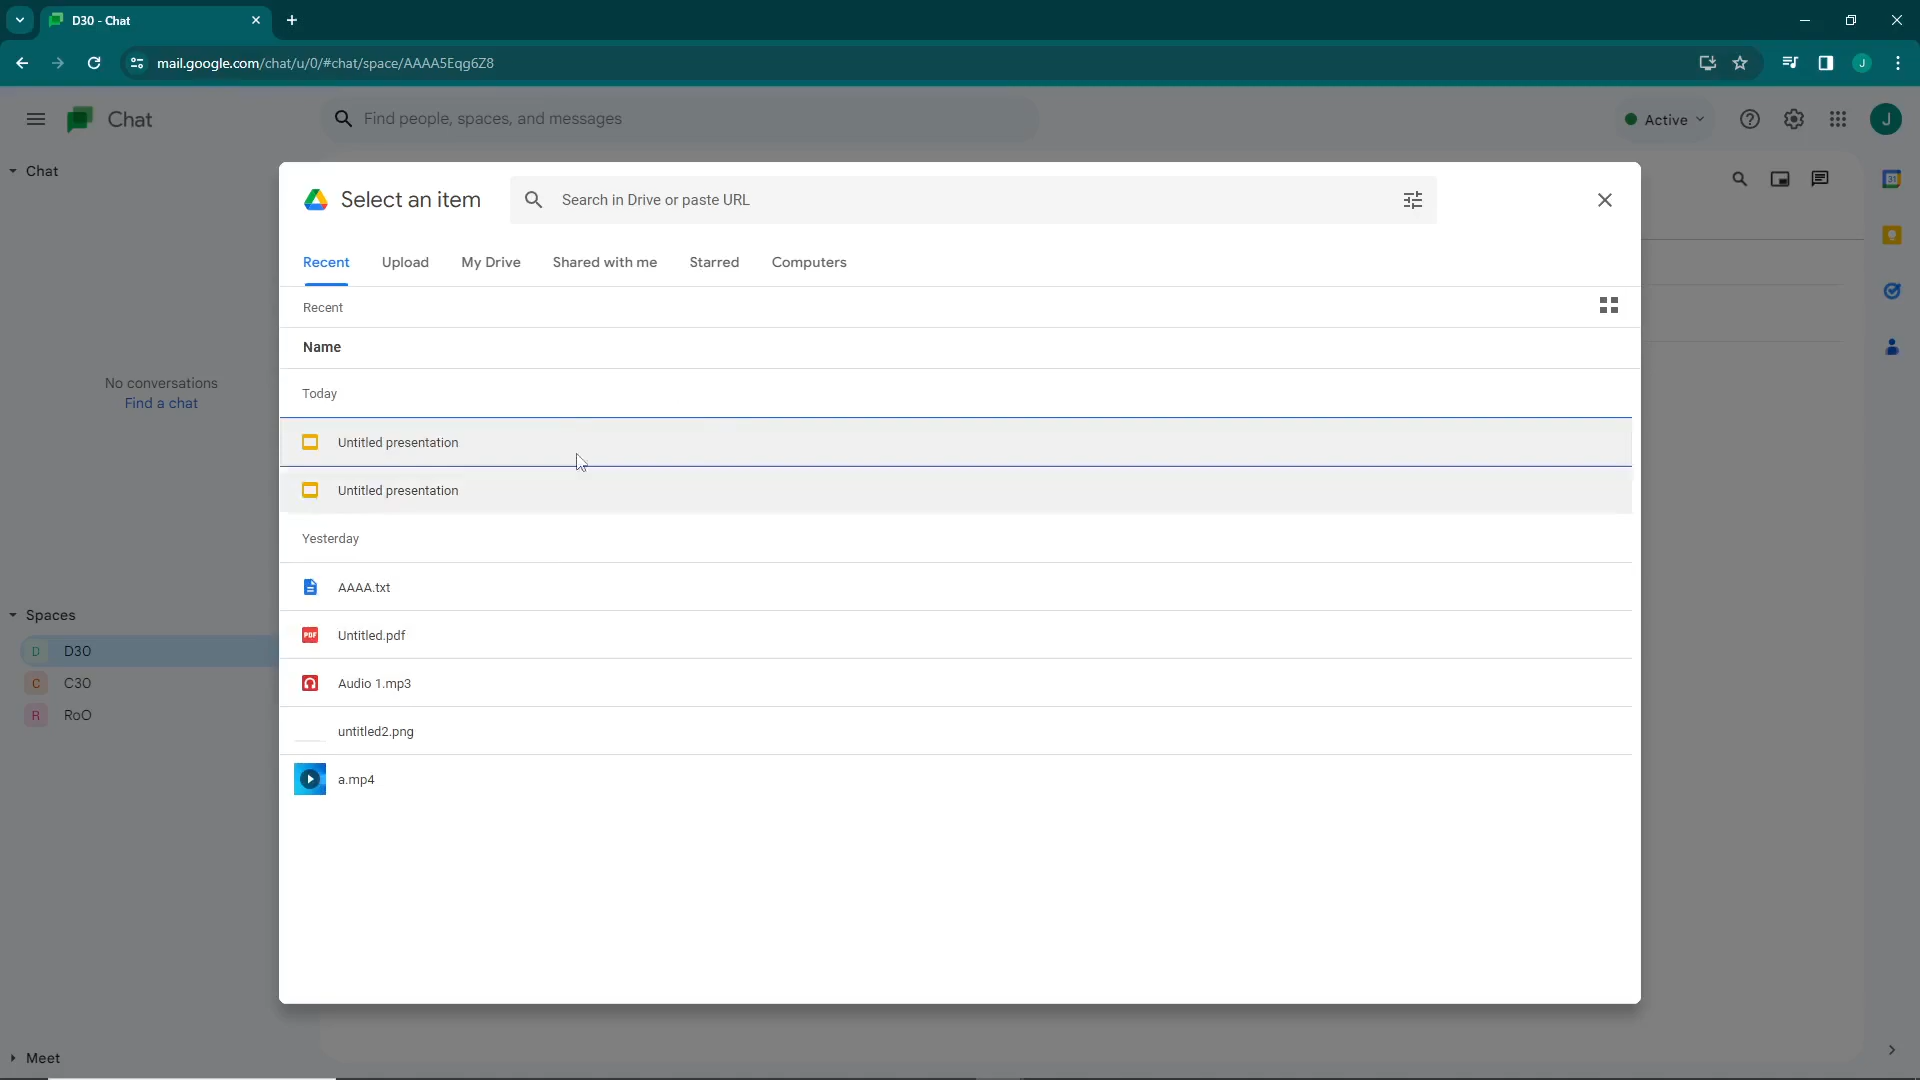 D30 - Chat
mail.google.com/chat/u/0/#chat/space/AAAA5Eqg6Z8
J
Chat
Find people, spaces, and messages
Active
J
Chat
Select an item
Search in Drive or paste URL
31
Recent
Upload
My Drive
Shared with me
Starred
Computers
Recent
Name
No conversations
Find a chat
Today
Untitled presentation
Untitled presentation
Yesterday
AAAA.txt
PDF
Untitled.pdf
Audio 1.mp3
untitled2.png
a.mp4
Spaces
D
D30
C
C30
R
RoO
Meet